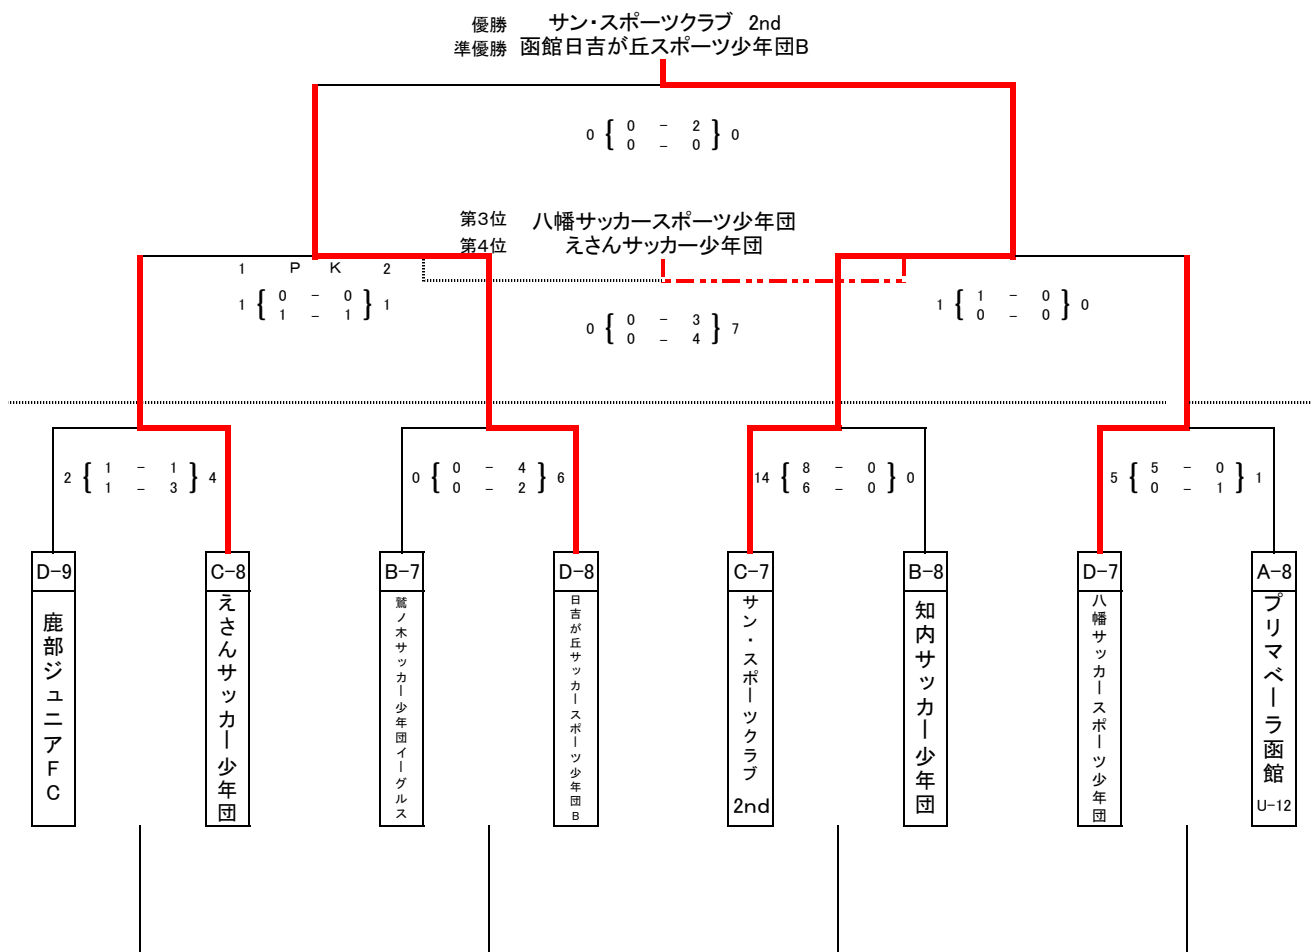 優勝 サン・スポーツクラブ 2nd
準優勝 函館日吉が丘スポーツ少年団B
0 { 0 － 2 } 0
0 － 0
第3位 八幡サッカースポーツ少年団
第4位 えさんサッカー少年団
1 P K 2
1 { 0 － 0 } 1
1 － 1
0 { 0 － 3 } 7
0 － 4
1 { 1 － 0 } 0
0 － 0
2 { 1 － 1 } 4
1 － 3
0 { 0 － 4 } 6
0 － 2
14 { 8 － 0 } 0
6 － 0
5 { 5 － 0 } 1
0 － 1
D-9
鹿部ジュニアFC
C-8
えさんサッカー少年団
B-7
鷲ノ木サッカー少年団イーグルス
D-8
日吉が丘サッカースポーツ少年団B
C-7
サン・スポーツクラブ
2nd
B-8
知内サッカー少年団
D-7
八幡サッカースポーツ少年団
A-8
プリマベーラ函館
U-12